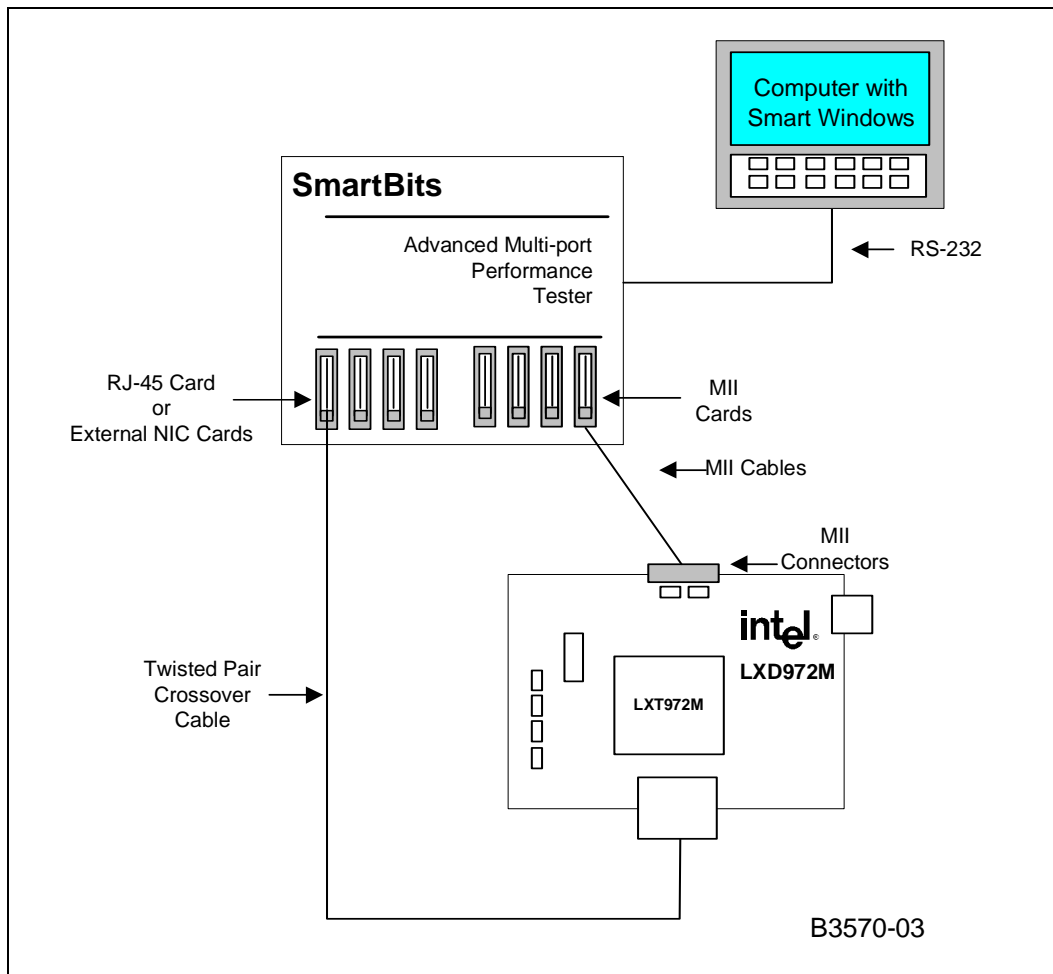 Computer with
Smart Windows
SmartBits
Advanced Multi-port
Performance
Tester
RS-232
RJ-45 Card
or
External NIC Cards
MII
Cards
MII Cables
MII
Connectors
intel®
LXD972M
Twisted Pair
Crossover
Cable
LXT972M
B3570-03